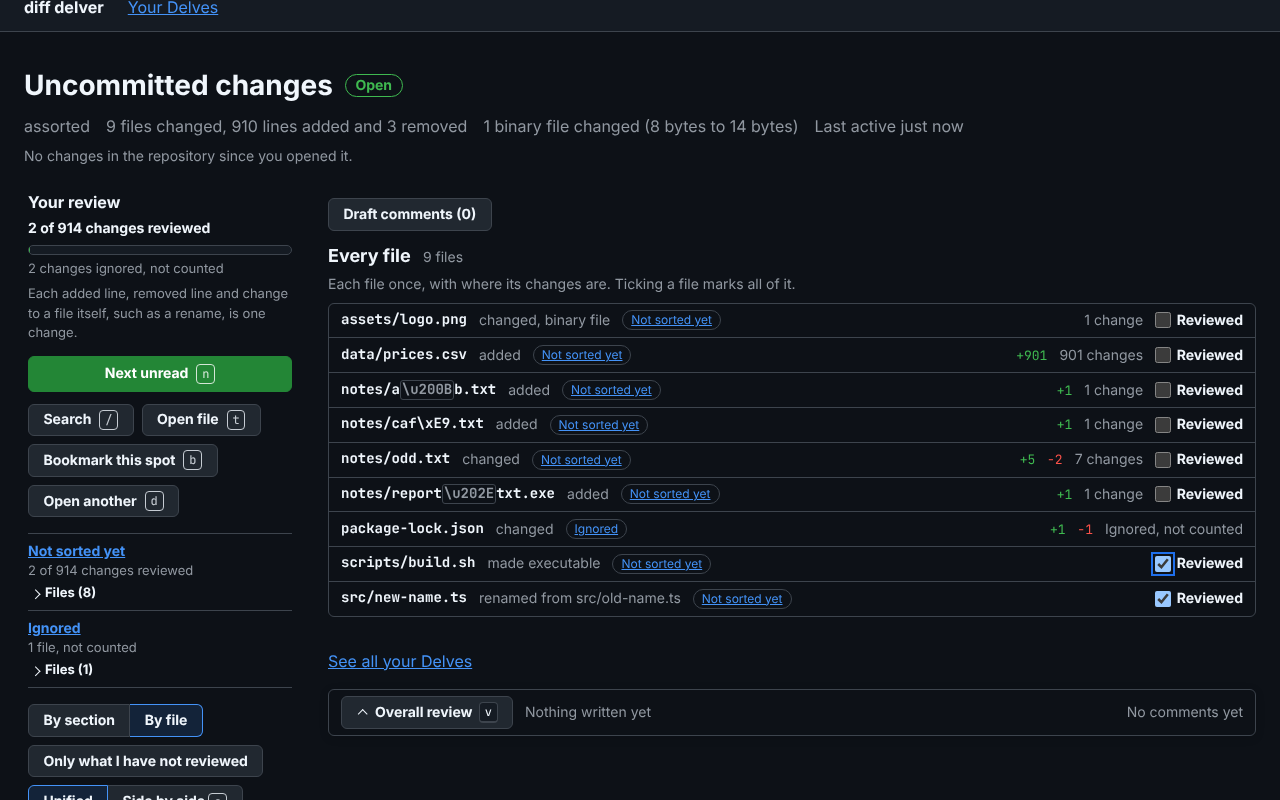 diff delver Your Delves
Uncommitted changes Open
assorted 9 files changed, 910 lines added and 3 removed 1 binary file changed (8 bytes to 14 bytes) Last active just now
No changes in the repository since you opened it.
Your review
2 of 914 changes reviewed
2 changes ignored, not counted
Each added line, removed line and change
to a file itself, such as a rename, is one
change.
Next unread n
Search / Open file t
Bookmark this spot b
Open another d
Not sorted yet
2 of 914 changes reviewed
Files (8)
Ignored
1 file, not counted
Files (1)
By section By file
Only what I have not reviewed
Unified Side by side
Draft comments (0)
Every file 9 files
Each file once, with where its changes are. Ticking a file marks all of it.
assets/logo.png changed, binary file Not sorted yet 1 change Reviewed
data/prices.csv added Not sorted yet +901 901 changes Reviewed
notes/a\u200Bb.txt added Not sorted yet +1 1 change Reviewed
notes/caf\xE9.txt added Not sorted yet +1 1 change Reviewed
notes/odd.txt changed Not sorted yet +5 -2 7 changes Reviewed
notes/report\u202Etxt.exe added Not sorted yet +1 1 change Reviewed
package-lock.json changed Ignored +1 -1 Ignored, not counted
scripts/build.sh made executable Not sorted yet Reviewed
src/new-name.ts renamed from src/old-name.ts Not sorted yet Reviewed
See all your Delves
Overall review v Nothing written yet No comments yet